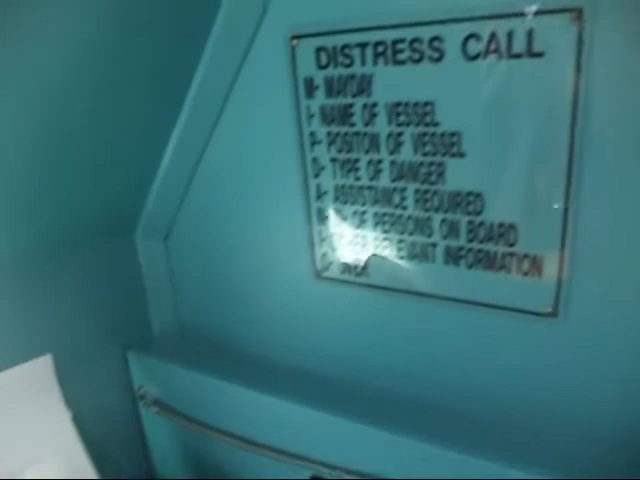 DISTRESS CALL
M- MAYDAY
I- NAME OF VESSEL
P- POSITON OF VESSEL
D- TYPE OF DANGER
A- ASSISTANCE REQUIRED
OF PERSONS ON BOARD
RELEVANT INFORMATION
OVER